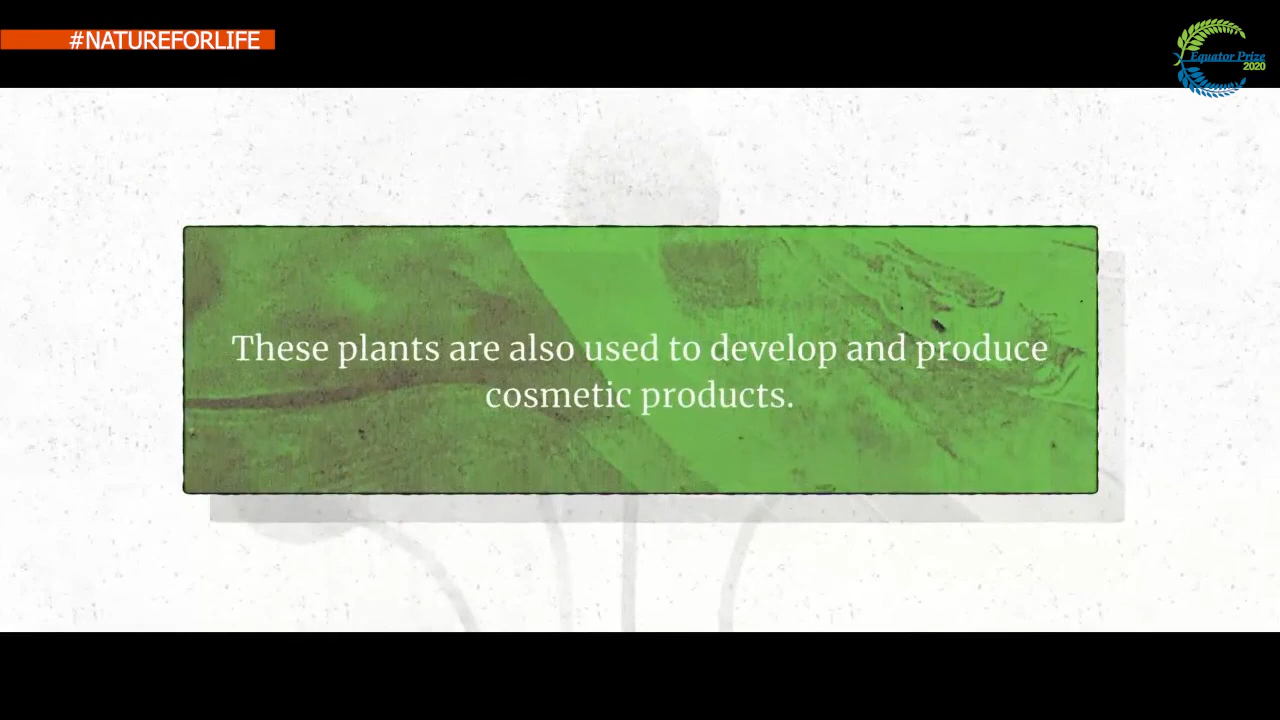 #NATUREFORLIFE
Equator Prize
2020
These plants are also used to develop and produce
cosmetic products.